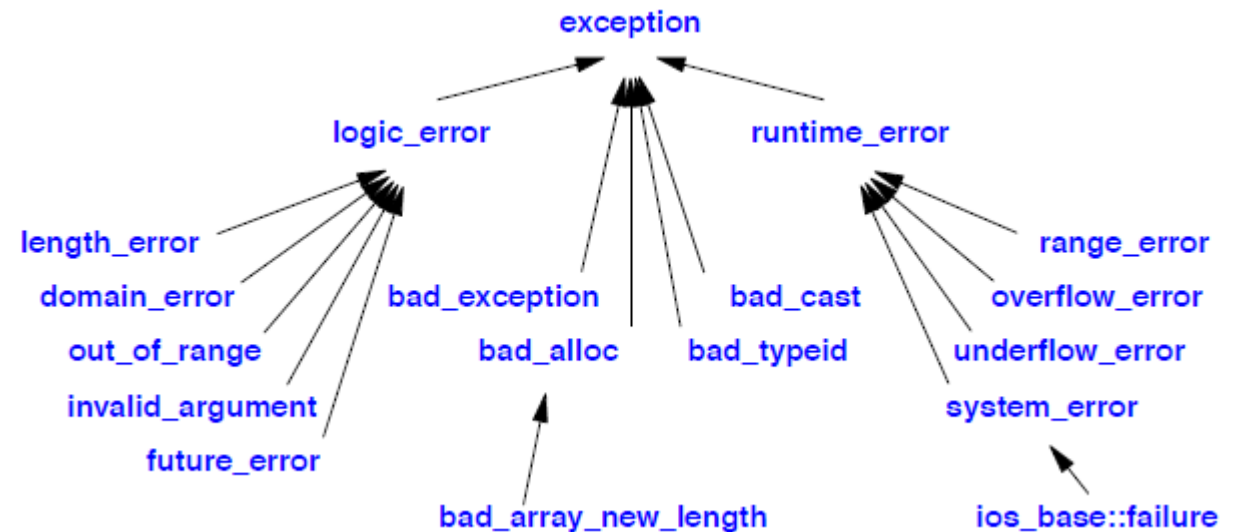 exception
logic_error runtime_error
length_error range_error
domain_error bad_exception bad_cast overflow_error
out_of_range bad_alloc bad_typeid underflow_error
invalid_argument system_error
future_error
bad_array_new_length ios_base::failure